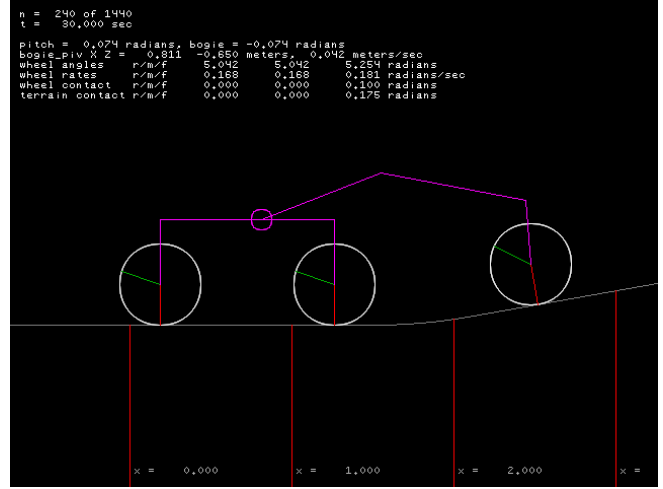 n = 240 of 1440
t = 30.000 sec
pitch = 0.074 radians, bogie = -0.074 radians
bogie_piv X Z = 0.811 -0.650 meters, 0.042 meters/sec
wheel angles r/m/f 5.042 5.042 5.254 radians
wheel rates r/m/f 0.168 0.168 0.181 radians/sec
wheel contact r/m/f 0.000 0.000 0.100 radians
terrain contact r/m/f 0.000 0.000 0.175 radians
x = 0.000 x = 1.000 x = 2.000 x =